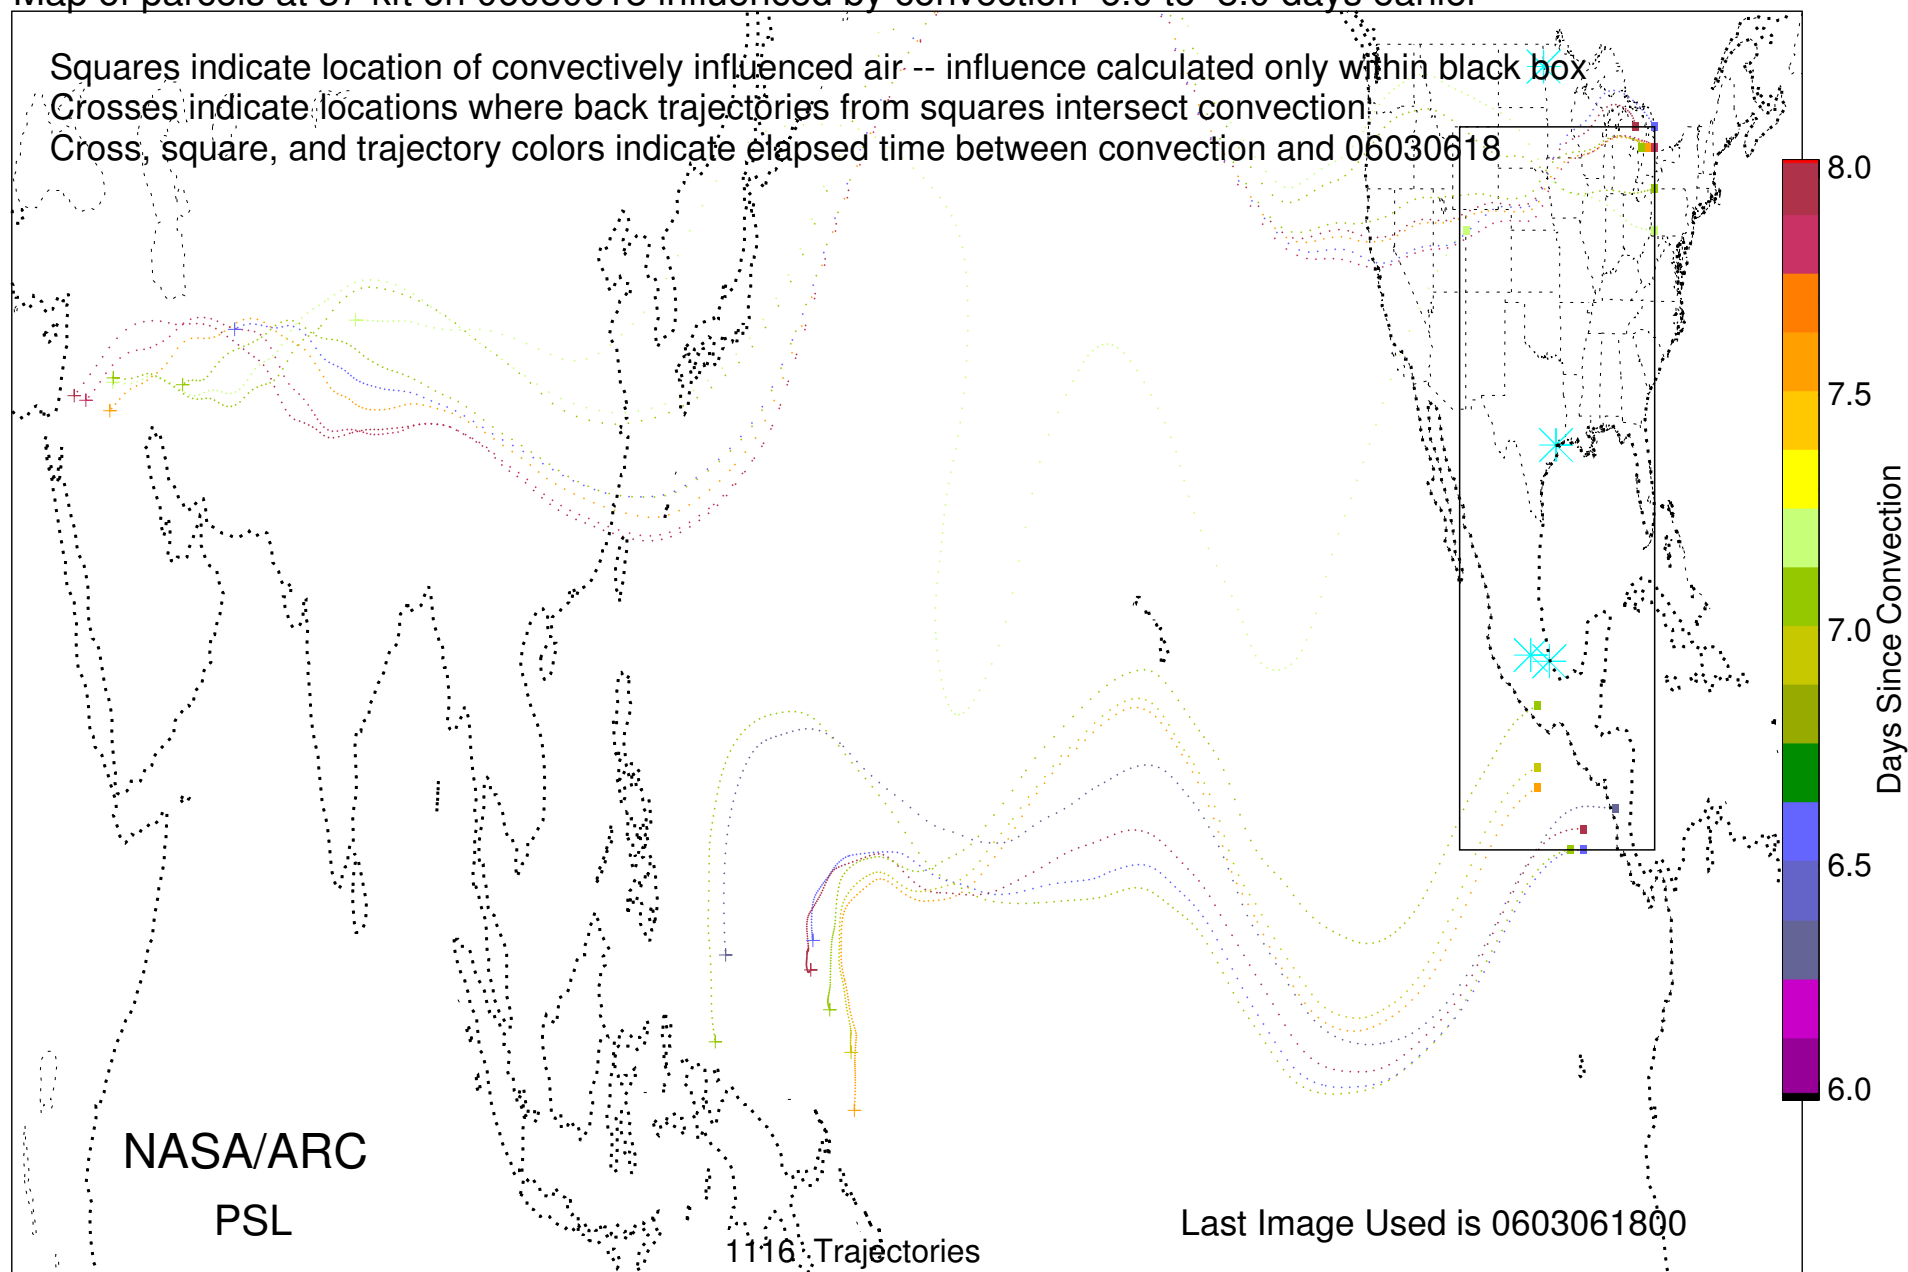 Squares indicate location of convectively influenced air -- influence calculated only within black box
Crosses indicate locations where back trajectories from squares intersect convection
Cross, square, and trajectory colors indicate elapsed time between convection and 06030618
8.0
7.5
7.0
6.5
6.0
Days Since Convection
NASA/ARC
PSL
Last Image Used is 0603061800
1116 Trajectories